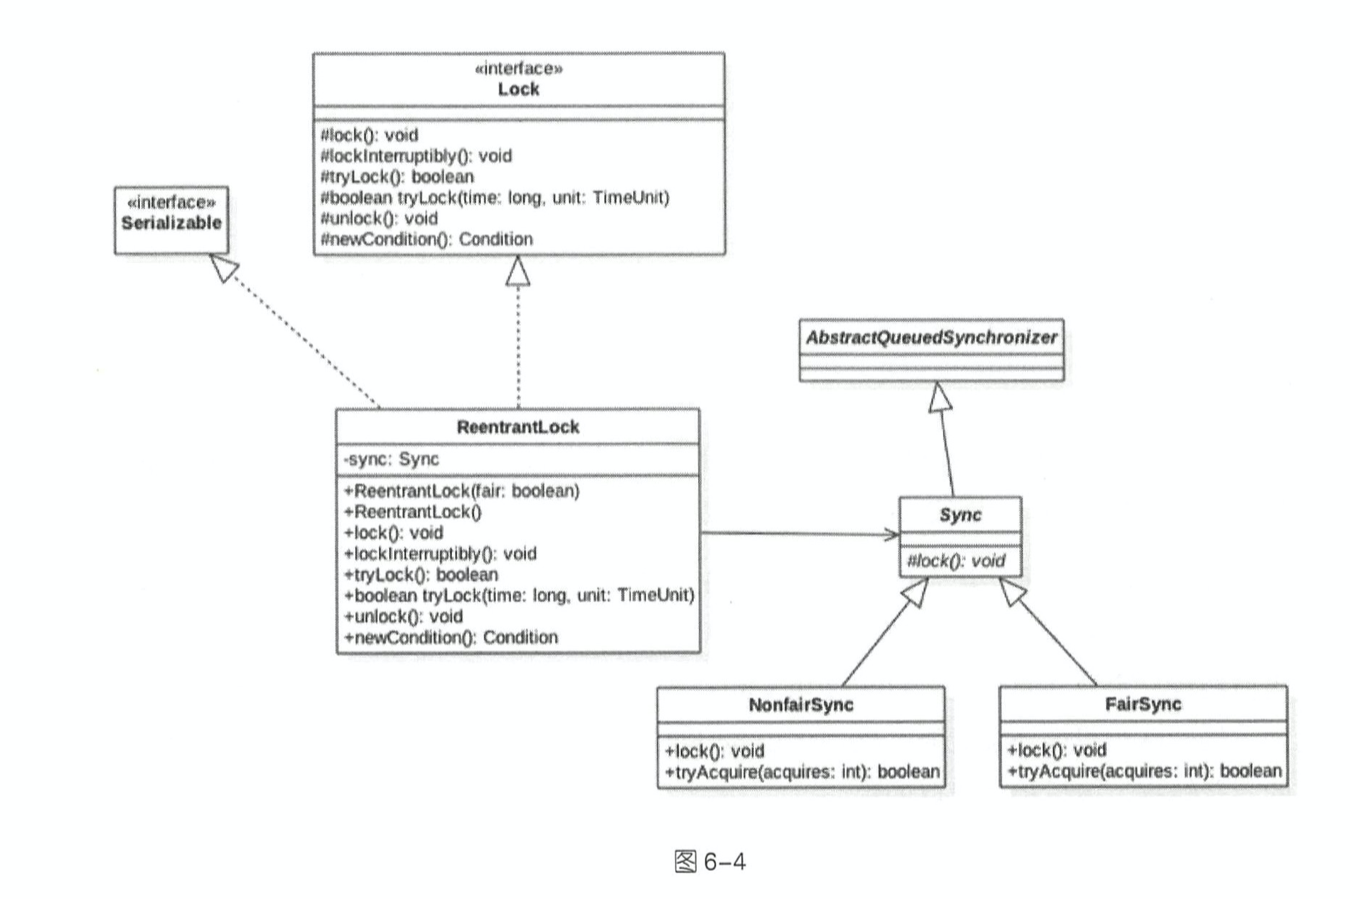 «interface»
Lock
#lock(): void
#lockInterruptibly(): void
#tryLock(): boolean
#boolean tryLock(time: long, unit: TimeUnit)
#unlock(): void
#newCondition(): Condition
«interface»
Serializable
AbstractQueuedSynchronizer
ReentrantLock
-sync: Sync
+ReentrantLock(fair: boolean)
+ReentrantLock()
+lock(): void
+lockInterruptibly(): void
+tryLock(): boolean
+boolean tryLock(time: long, unit: TimeUnit)
+unlock(): void
+newCondition(): Condition
Sync
#lock(): void
NonfairSync
+lock(): void
+tryAcquire(acquires: int): boolean
FairSync
+lock(): void
+tryAcquire(acquires: int): boolean
图 6-4